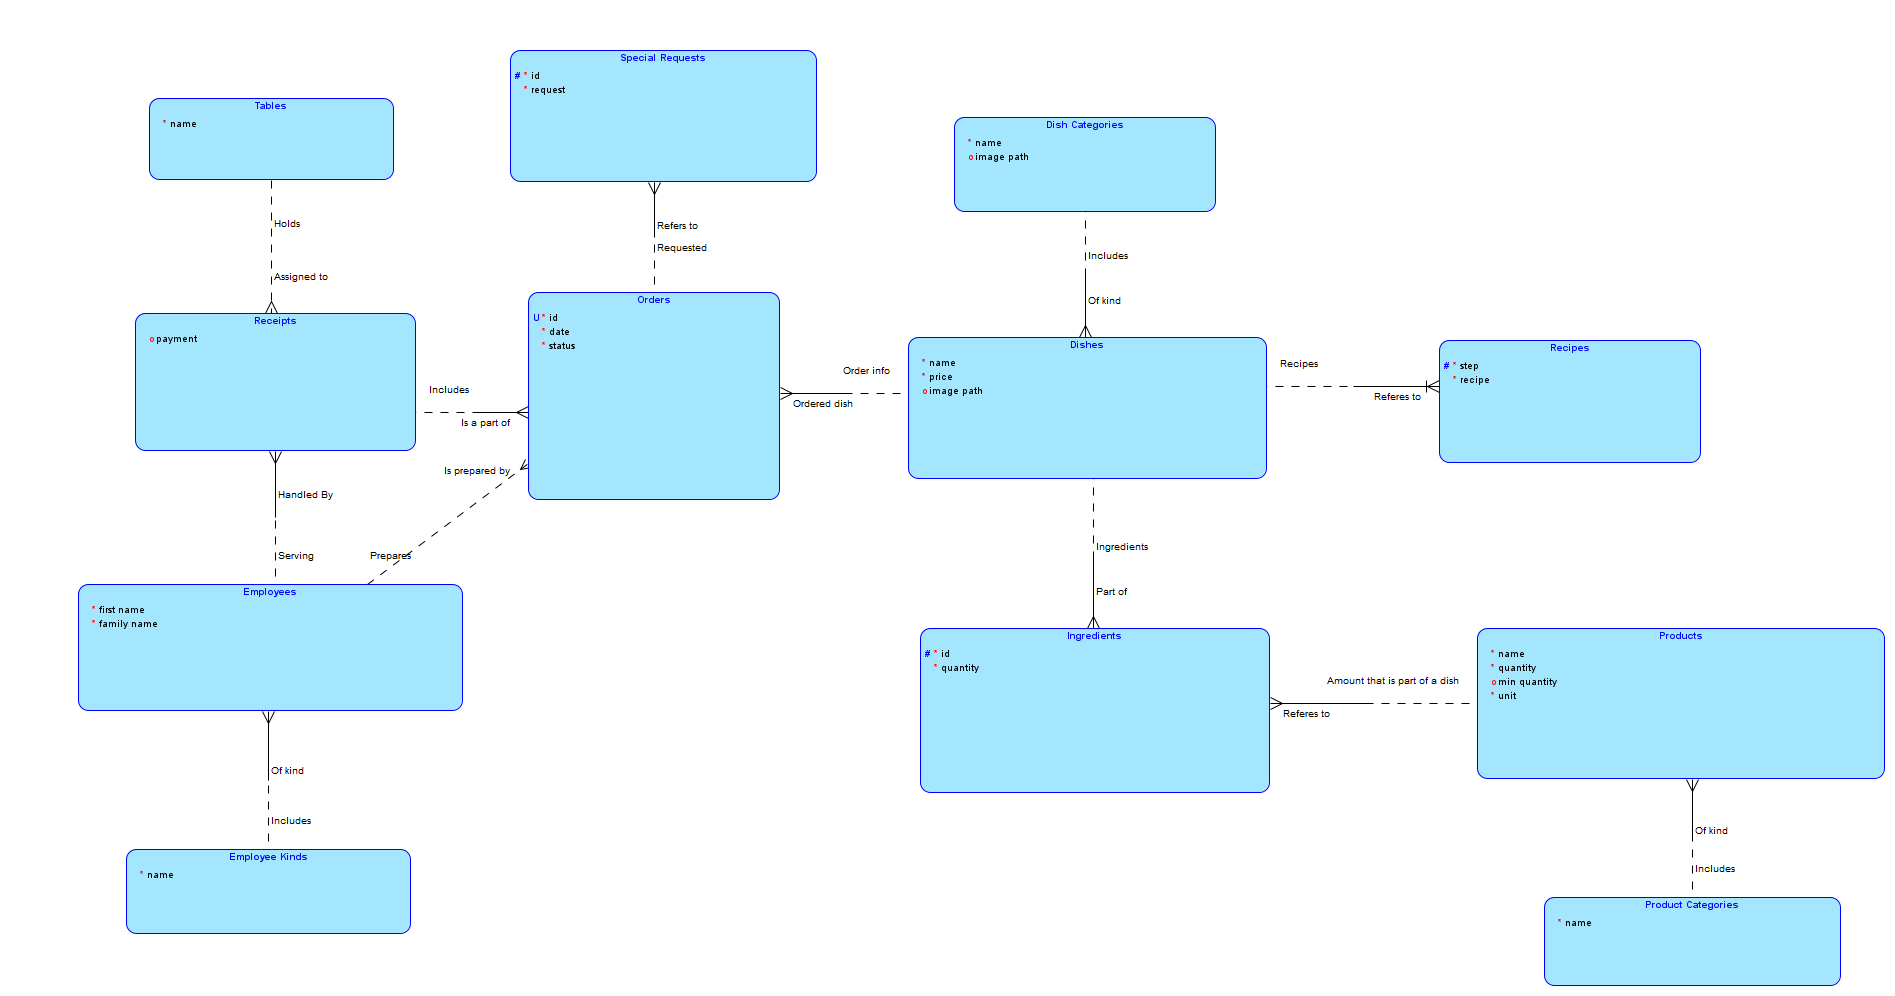 Special Requests
# * id
* request
Tables
* name
Dish Categories
* name
o image path
Holds
Assigned to
Refers to
Requested
Includes
Of kind
Receipts
o payment
Orders
U * id
* date
* status
Dishes
* name
* price
o image path
Recipes
# * step
* recipe
Includes
Is a part of
Order info
Ordered dish
Recipes
Referes to
Is prepared by
Prepares
Handled By
Serving
Ingredients
Part of
Employees
* first name
* family name
Ingredients
# * id
* quantity
Products
* name
* quantity
o min quantity
* unit
Amount that is part of a dish
Referes to
Of kind
Includes
Of kind
Includes
Employee Kinds
* name
Product Categories
* name